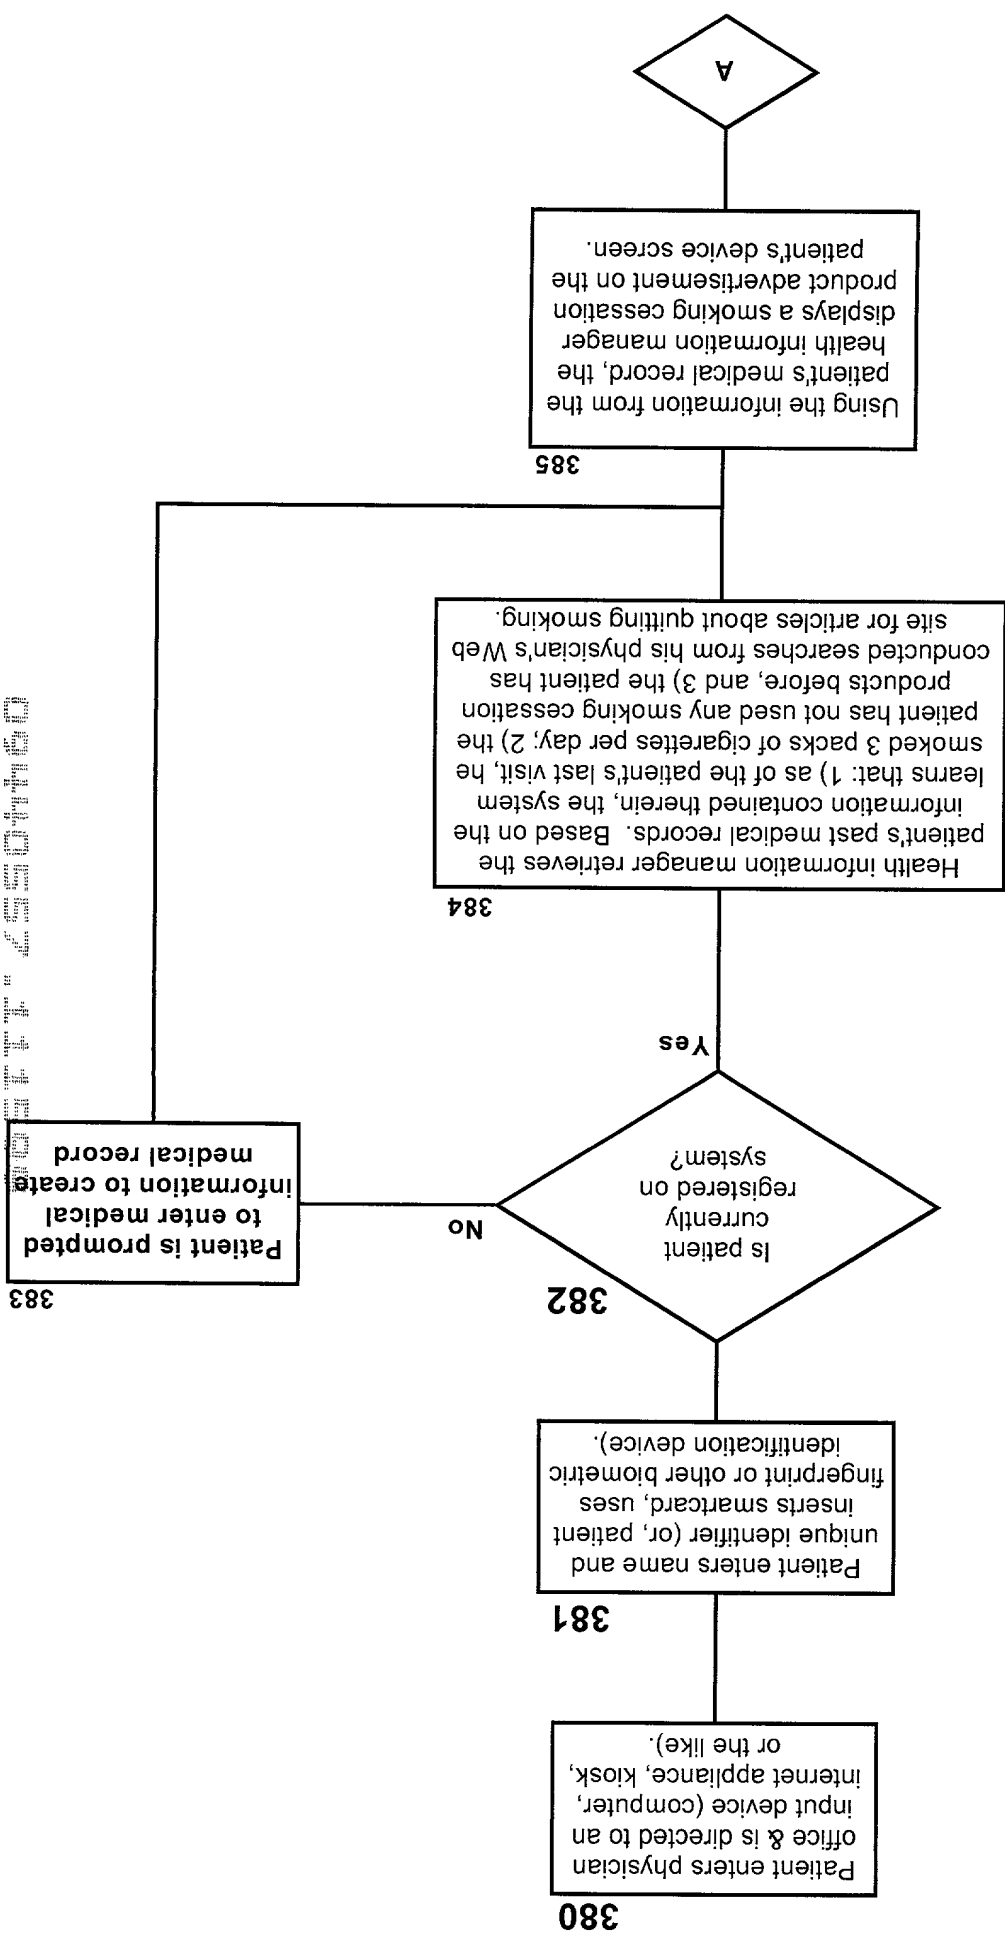 380
Patient enters physician
office & is directed to an
input device (computer,
internet appliance, kiosk,
or the like).
381
Patient enters name and
unique identifier (or, patient
inserts smartcard, uses
fingerprint or other biometric
identification device).
382
Is patient
currently
registered on
system?
No
383
Patient is prompted
to enter medical
information to create
medical record
Yes
384
Health information manager retrieves the
patient's past medical records. Based on the
information contained therein, the system
learns that: 1) as of the patient's last visit, he
smoked 3 packs of cigarettes per day; 2) the
patient has not used any smoking cessation
products before, and 3) the patient has
conducted searches from his physician's Web
site for articles about quitting smoking.
385
Using the information from the
patient's medical record, the
health information manager
displays a smoking cessation
product advertisement on the
patient's device screen.
A